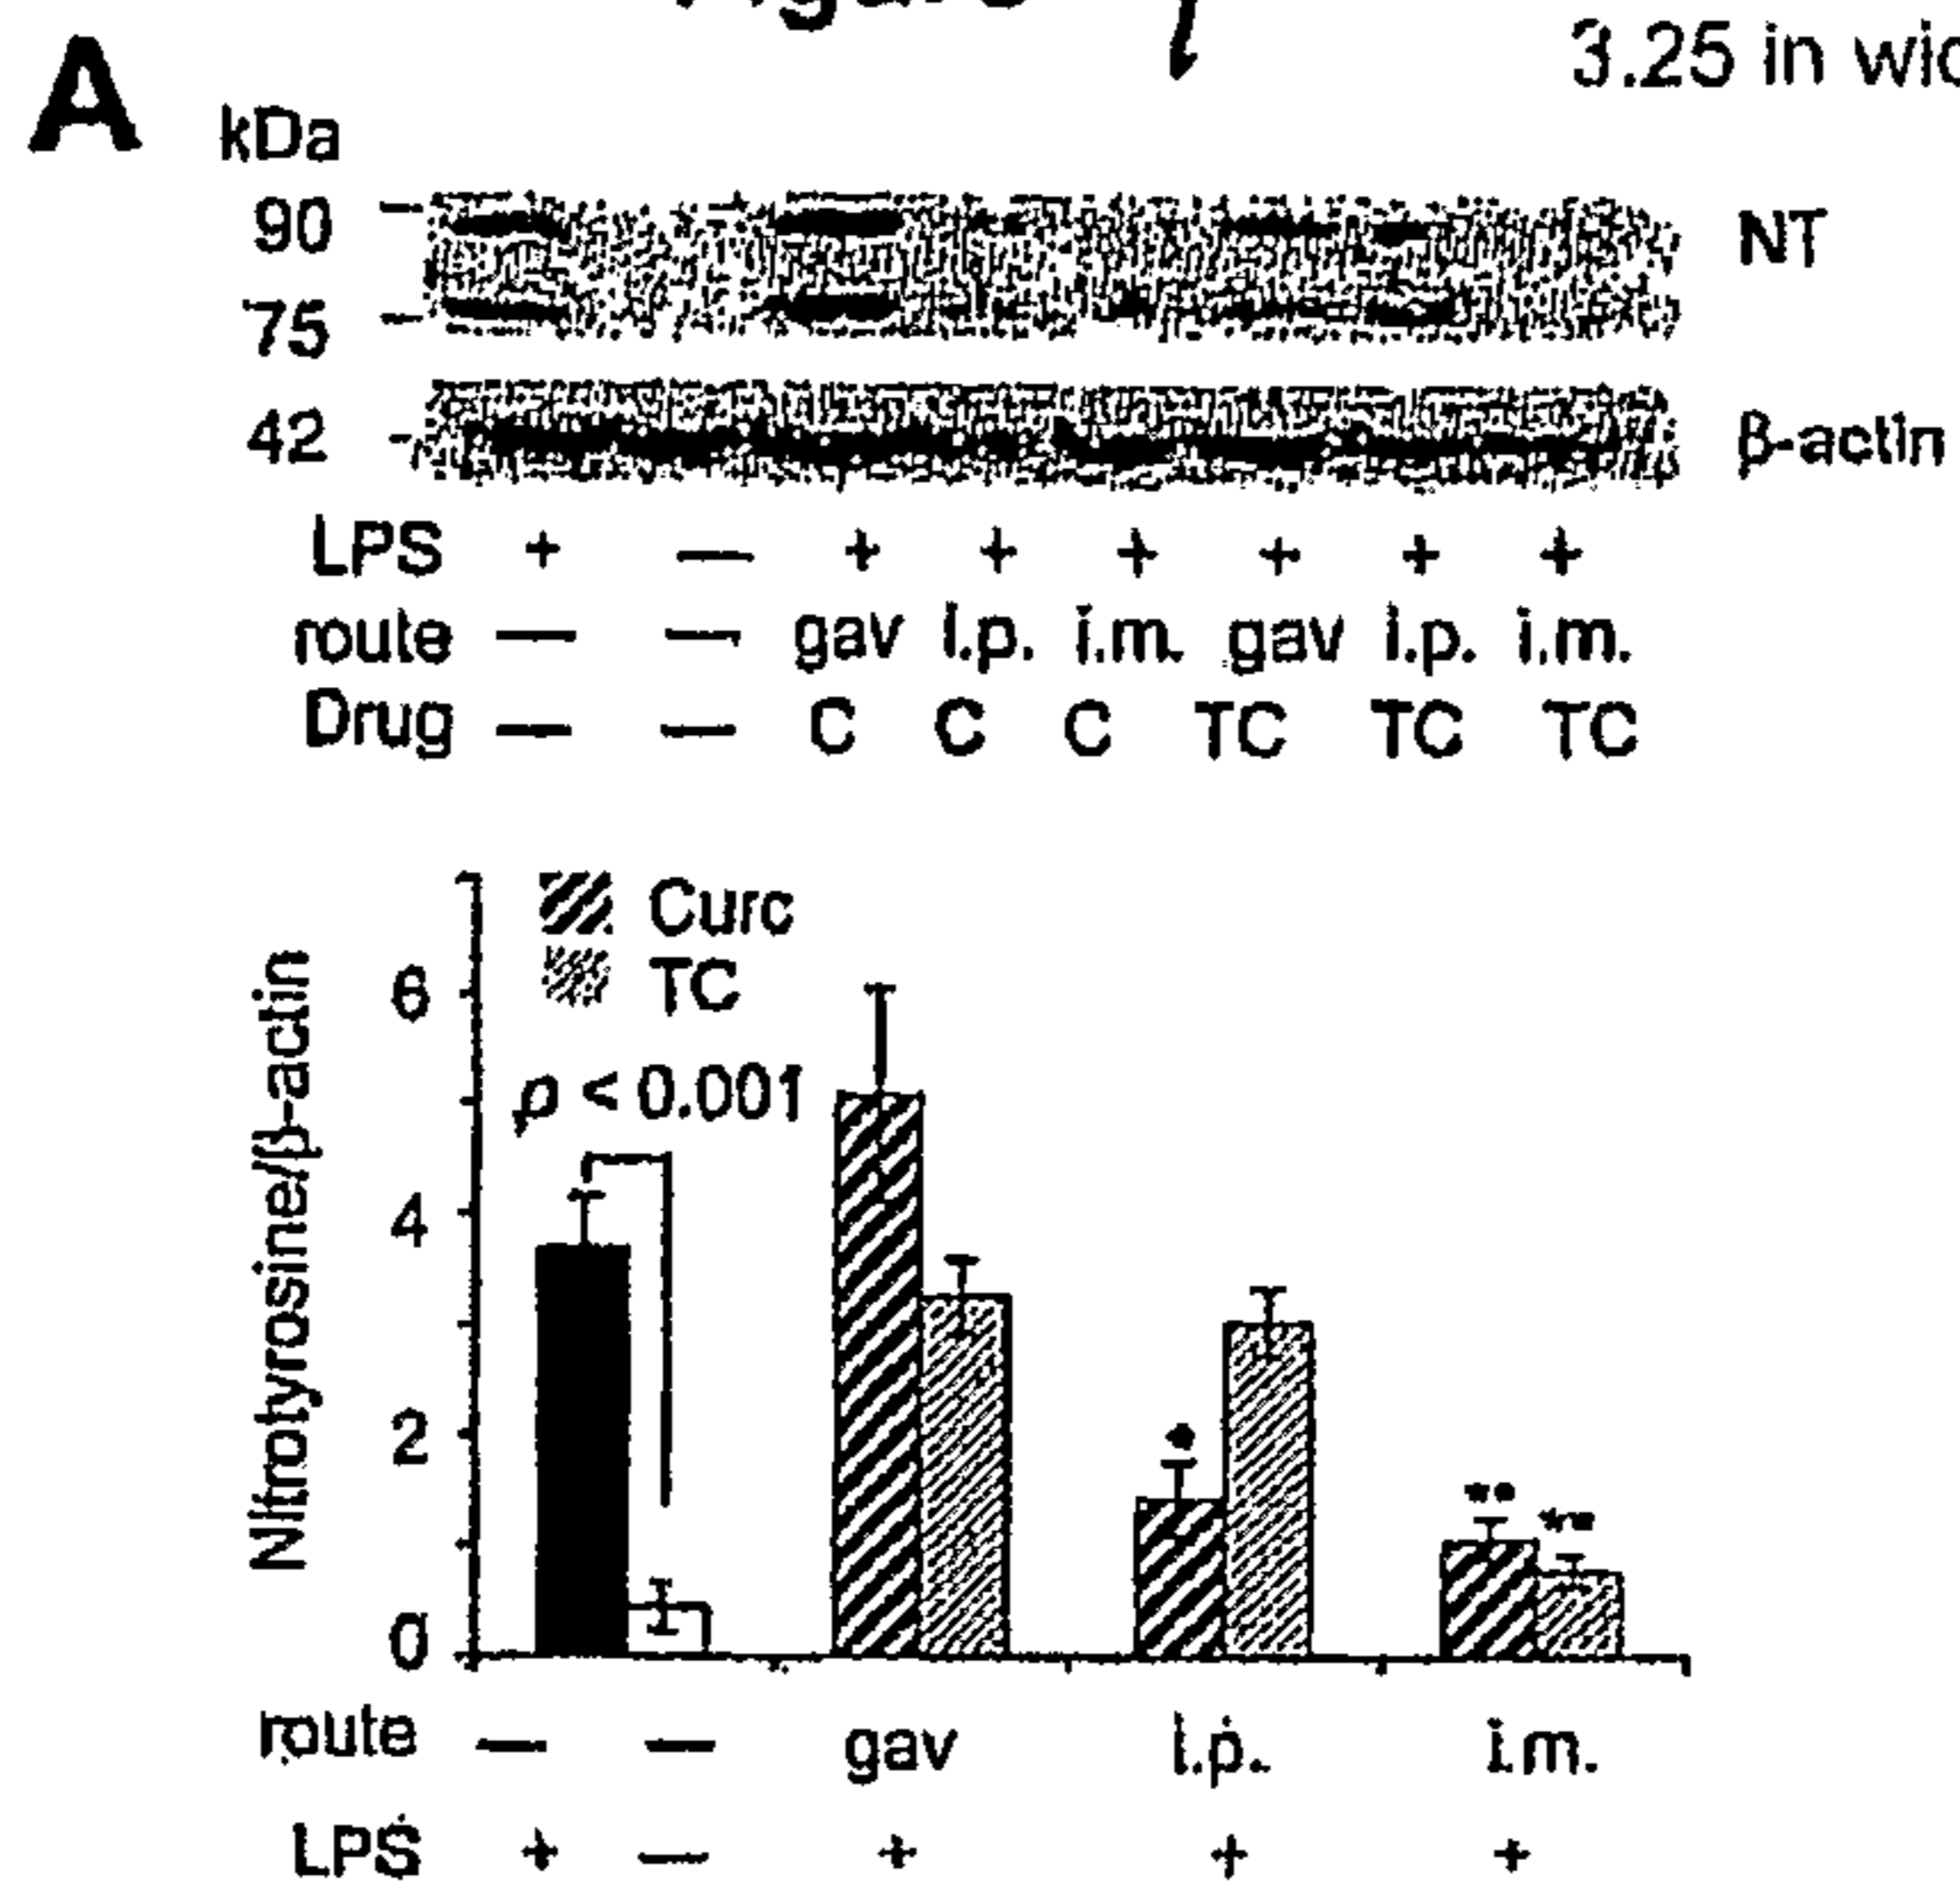 A
3.25 in
kDa
90
NT
75
42
β-actin
LPS + — + + + + + +
route — — gav i.p. i.m. gav i.p. i.m.
Drug — — C C C TC TC TC
Curc
TC
p < 0.001
Nitrotyrosine/β-actin
6
4
2
0
•
**
**
route — — gav i.p. i.m.
LPS + — + + +